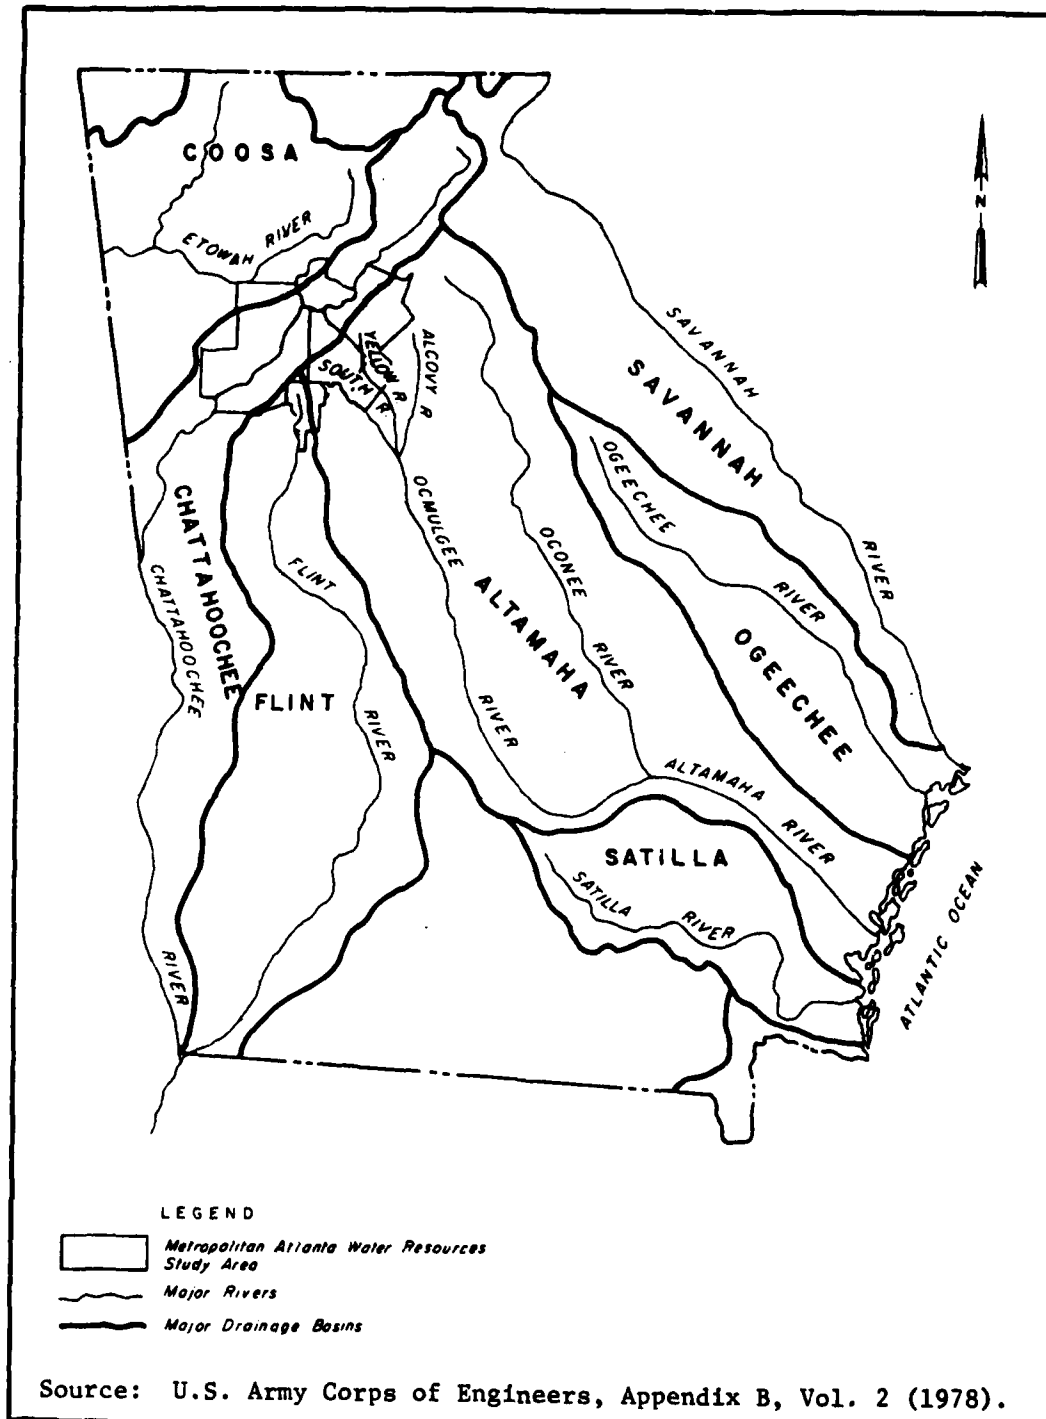 N
COOSA
ETOWAH RIVER
SAVANNAH RIVER
SAVANNAH
YELLOW R
ALCOVY R
SOUTH R.
OGEECHEE RIVER
CHATTAHOOCHEE
CHATTAHOOCHEE RIVER
OCMULGEE RIVER
OCONEE RIVER
FLINT RIVER
ALTAMAHA
OGEECHEE
FLINT
ALTAMAHA RIVER
SATILLA
SATILLA RIVER
ATLANTIC OCEAN
LEGEND
Metropolitan Atlanta Water Resources
Study Area
Major Rivers
Major Drainage Basins
Source: U.S. Army Corps of Engineers, Appendix B, Vol. 2 (1978).